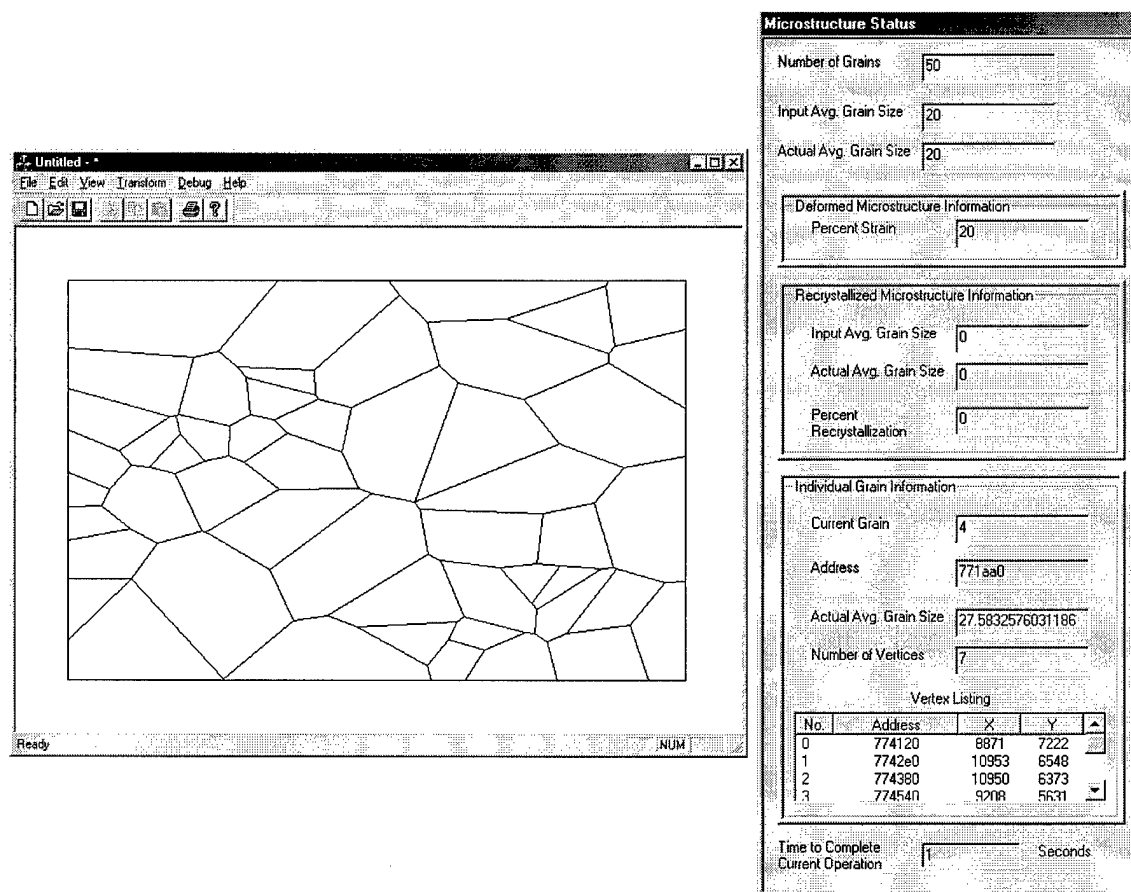 Untitled - *
File Edit View Transform Debug Help
Ready
NUM
Microstructure Status
Number of Grains 50
Input Avg. Grain Size 20
Actual Avg. Grain Size 20
Deformed Microstructure Information
Percent Strain 20
Recrystallized Microstructure Information
Input Avg. Grain Size 0
Actual Avg. Grain Size 0
Percent
Recrystallization 0
Individual Grain Information
Current Grain 4
Address 771aa0
Actual Avg. Grain Size 27.5832576031186
Number of Vertices 7
Vertex Listing
No. Address X Y
0 774120 8871 7222
1 7742e0 10953 6548
2 774380 10950 6373
3 774540 9208 5631
Time to Complete
Current Operation 1 Seconds